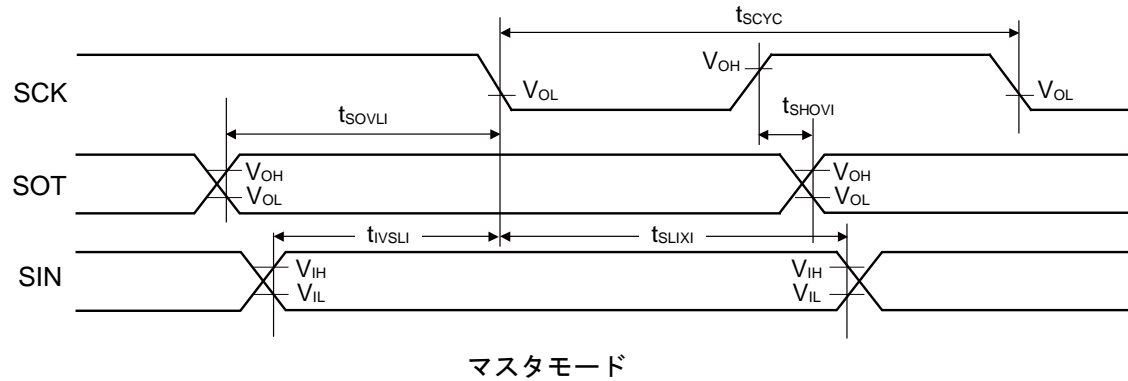 tSCYC
SCK
VOH
VOL
VOL
tSOVLI
tSHOVI
SOT
VOH
VOL
VOH
VOL
tIVSLI
tSLIXI
SIN
VIH
VIL
VIH
VIL
マスタモード